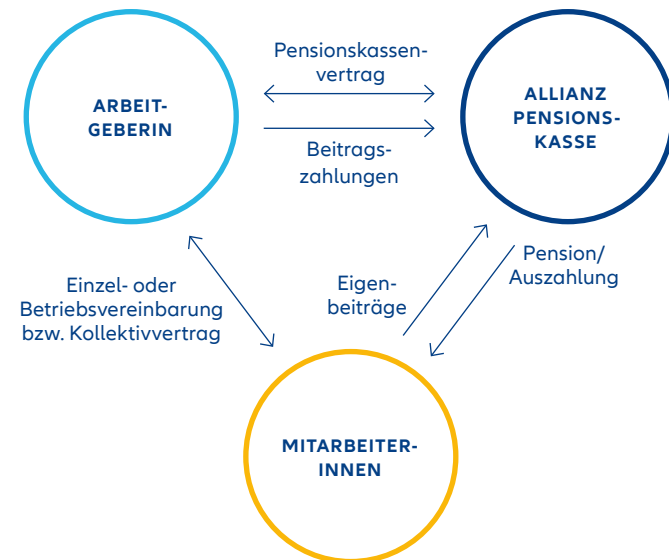 Pensionskassen-
vertrag
ARBEIT-
GEBERIN
ALLIANZ
PENSIONS-
KASSE
Beitrags-
zahlungen
Einzel- oder
Betriebsvereinbarung
bzw. Kollektivvertrag
Eigen-
beiträge
Pension/
Auszahlung
MITARBEITER-
INNEN